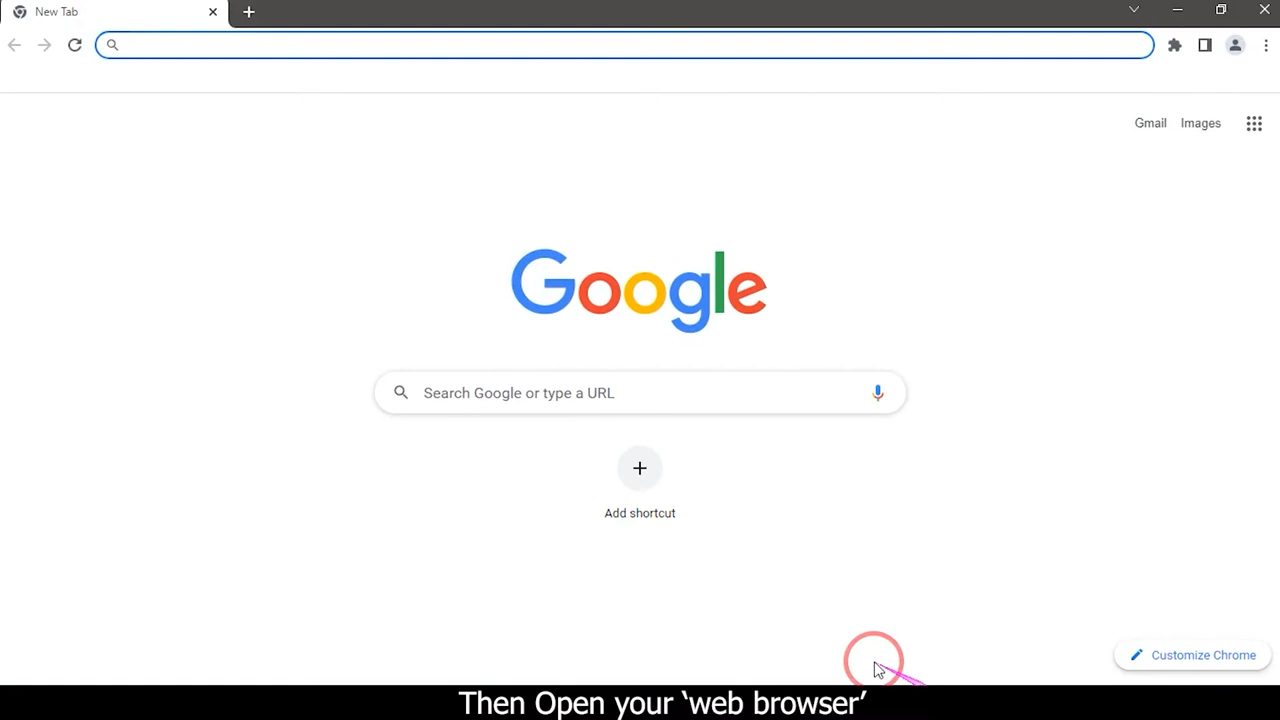 New Tab
Gmail Images
Google
Search Google or type a URL
Add shortcut
Customize Chrome
Then Open your ‘web browser’